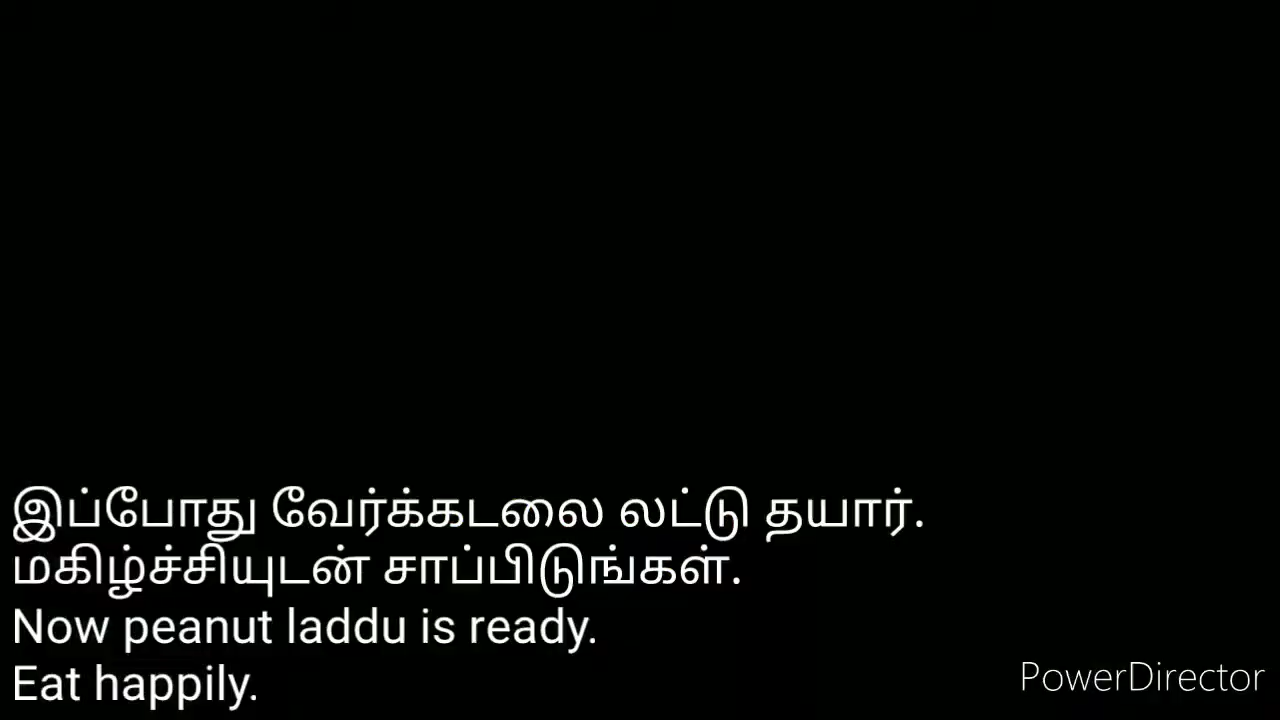 இப்போது வேர்க்கடலை லட்டு தயார்.
மகிழ்ச்சியுடன் சாப்பிடுங்கள்.
Now peanut laddu is ready.
Eat happily.
PowerDirector